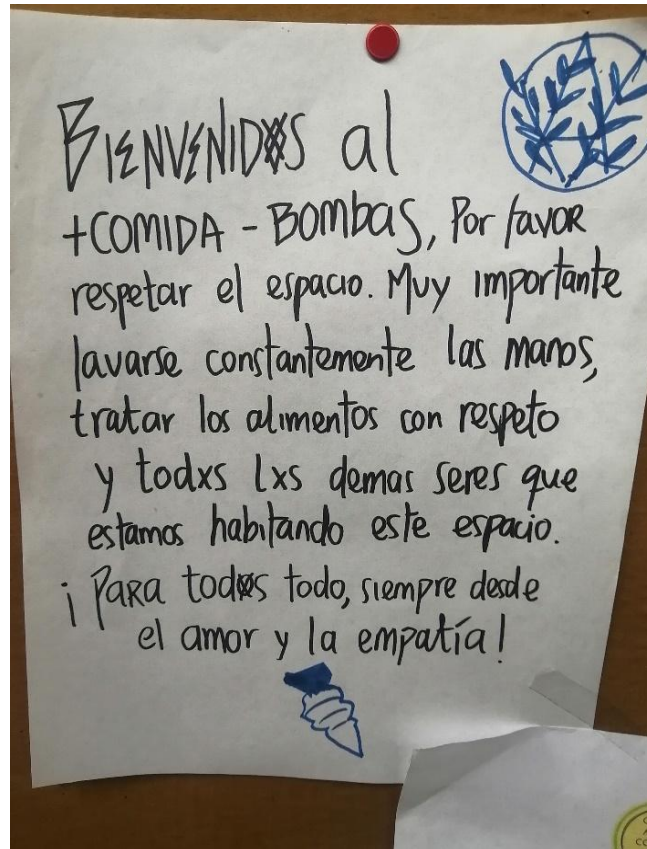 BIENVENIDXS al
+COMIDA - BOMBAS, Por favor
respetar el espacio. Muy importante
lavarse constantemente las manos,
tratar los alimentos con respeto
y todxs lxs demas seres que
estamos habitando este espacio.
¡Para todxs todo, siempre desde
el amor y la empatía!